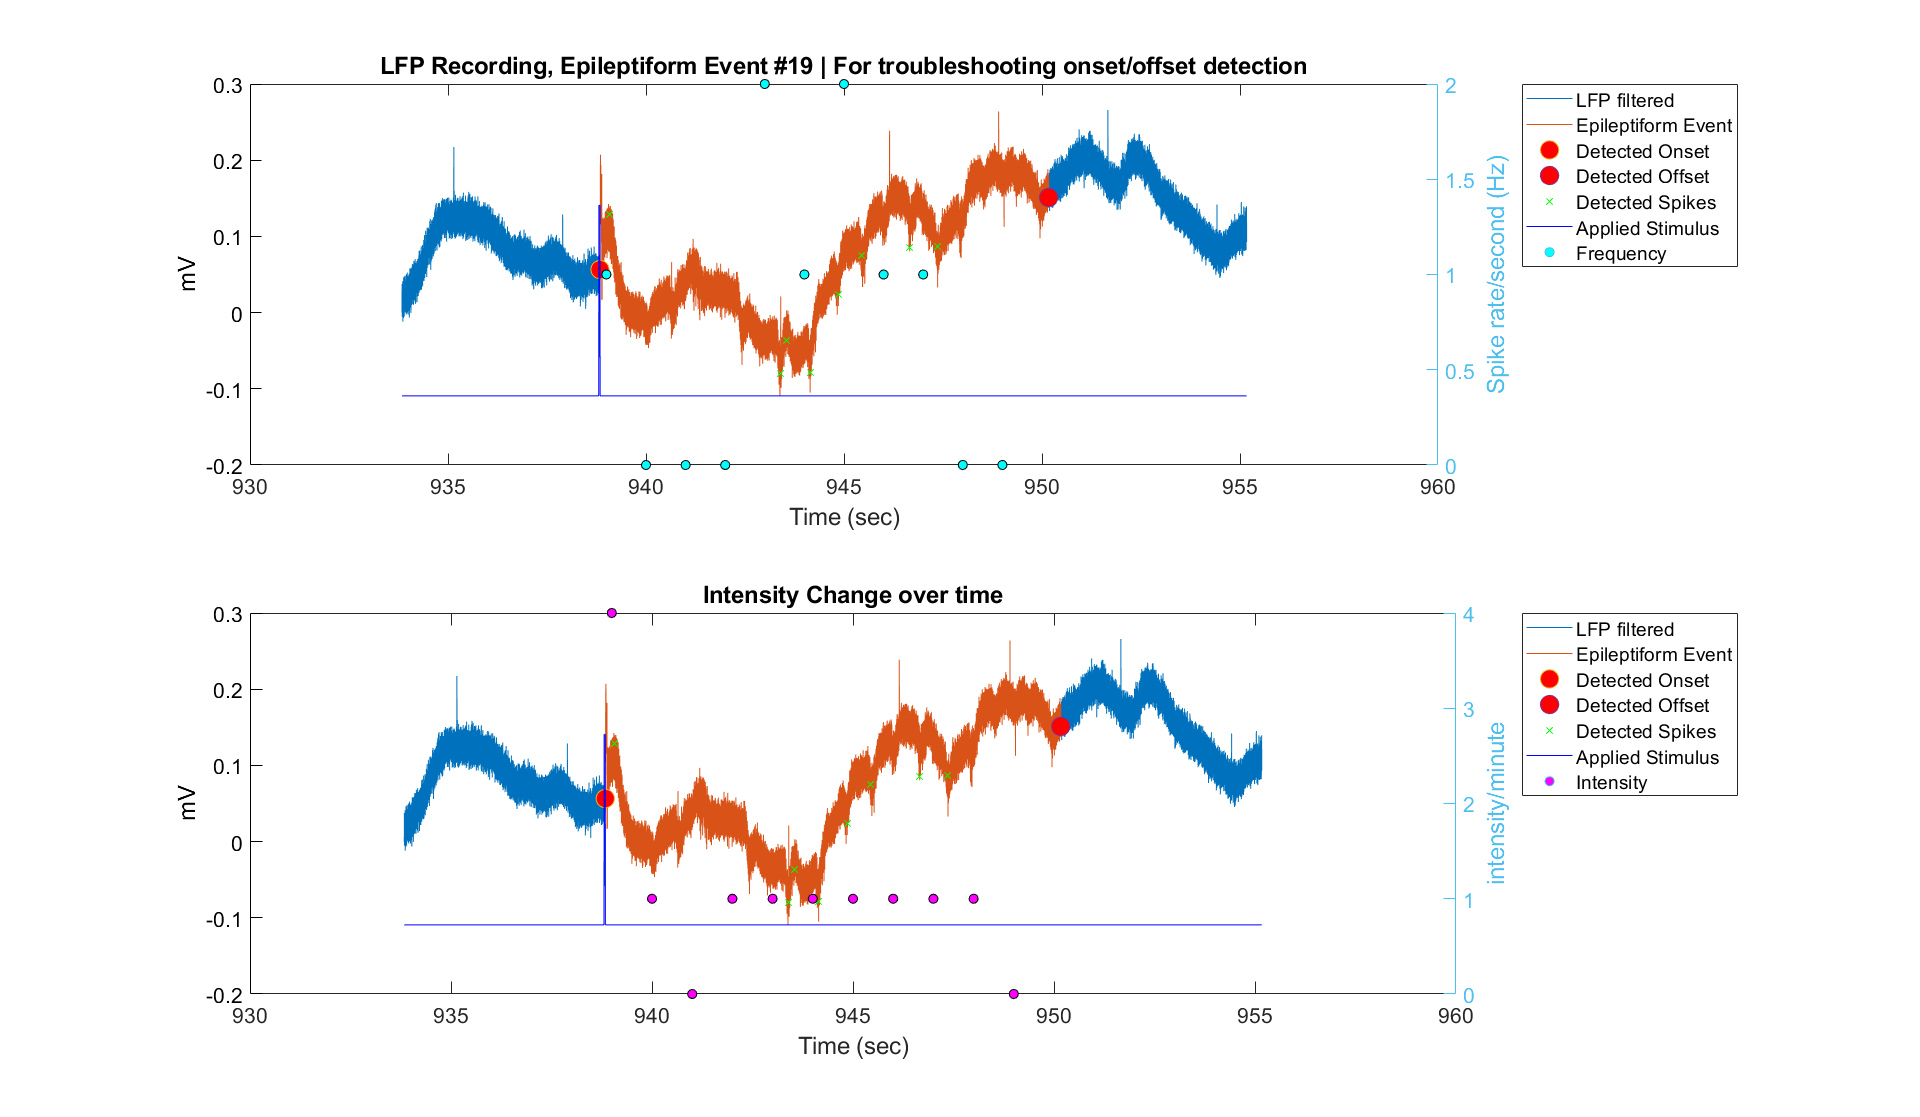 LFP Recording, Epileptiform Event #19 | For troubleshooting onset/offset detection
0.3
0.2
0.1
0
-0.1
-0.2
mV
930
935
940
945
950
955
960
Time (sec)
2
1.5
1
0.5
0
Spike rate/second (Hz)
LFP filtered
Epileptiform Event
Detected Onset
Detected Offset
Detected Spikes
Applied Stimulus
Frequency
Intensity Change over time
0.3
0.2
0.1
0
-0.1
-0.2
mV
930
935
940
945
950
955
960
Time (sec)
4
3
2
1
0
intensity/minute
LFP filtered
Epileptiform Event
Detected Onset
Detected Offset
Detected Spikes
Applied Stimulus
Intensity